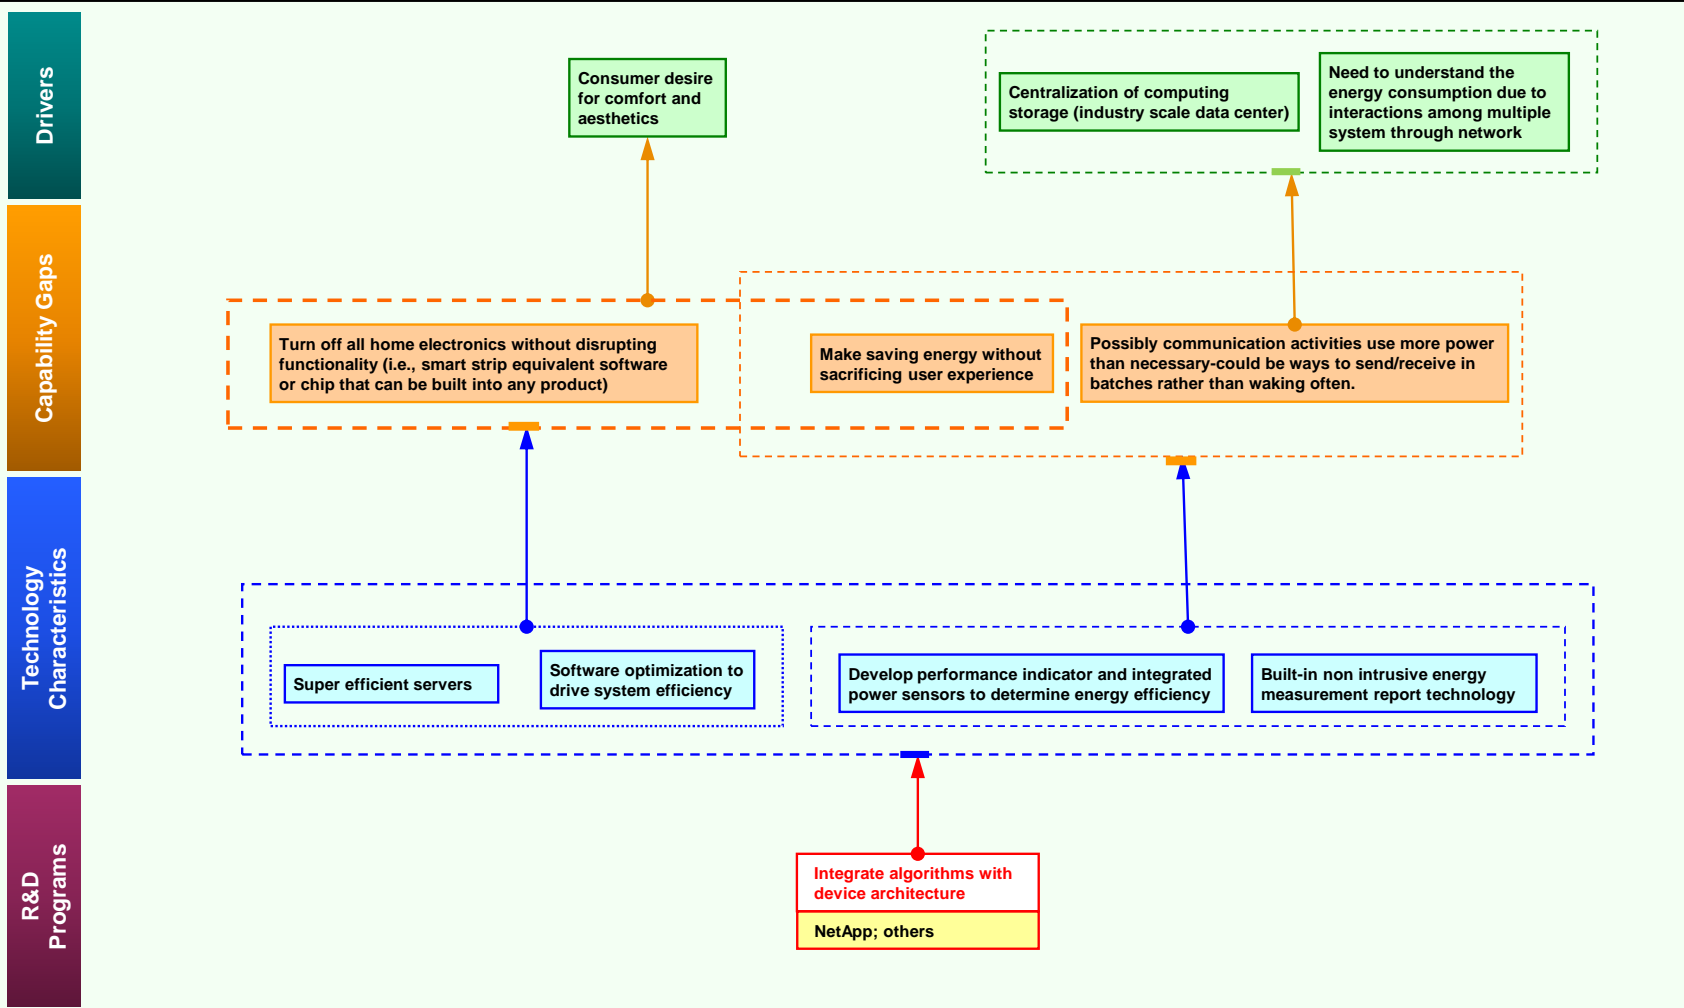 Drivers
Consumer desire
for comfort and
aesthetics
Centralization of computing
storage (industry scale data center)
Need to understand the
energy consumption due to
interactions among multiple
system through network
Capability Gaps
Turn off all home electronics without disrupting
functionality (i.e., smart strip equivalent software
or chip that can be built into any product)
Make saving energy without
sacrificing user experience
Possibly communication activities use more power
than necessary-could be ways to send/receive in
batches rather than waking often.
Technology
Characteristics
Super efficient servers
Software optimization to
drive system efficiency
Develop performance indicator and integrated
power sensors to determine energy efficiency
Built-in non intrusive energy
measurement report technology
R&D
Programs
Integrate algorithms with
device architecture
NetApp; others